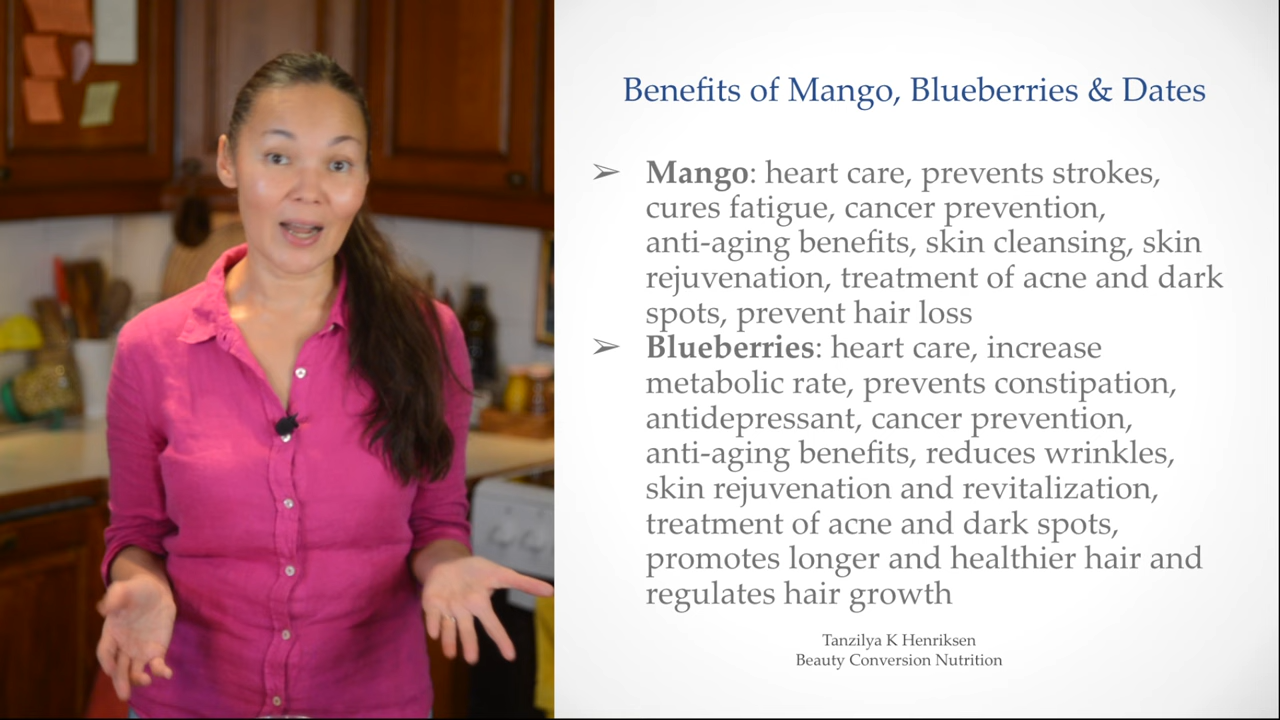 Benefits of Mango, Blueberries & Dates
➢ Mango: heart care, prevents strokes,
cures fatigue, cancer prevention,
anti-aging benefits, skin cleansing, skin
rejuvenation, treatment of acne and dark
spots, prevent hair loss
➢ Blueberries: heart care, increase
metabolic rate, prevents constipation,
antidepressant, cancer prevention,
anti-aging benefits, reduces wrinkles,
skin rejuvenation and revitalization,
treatment of acne and dark spots,
promotes longer and healthier hair and
regulates hair growth
Tanzilya K Henriksen
Beauty Conversion Nutrition